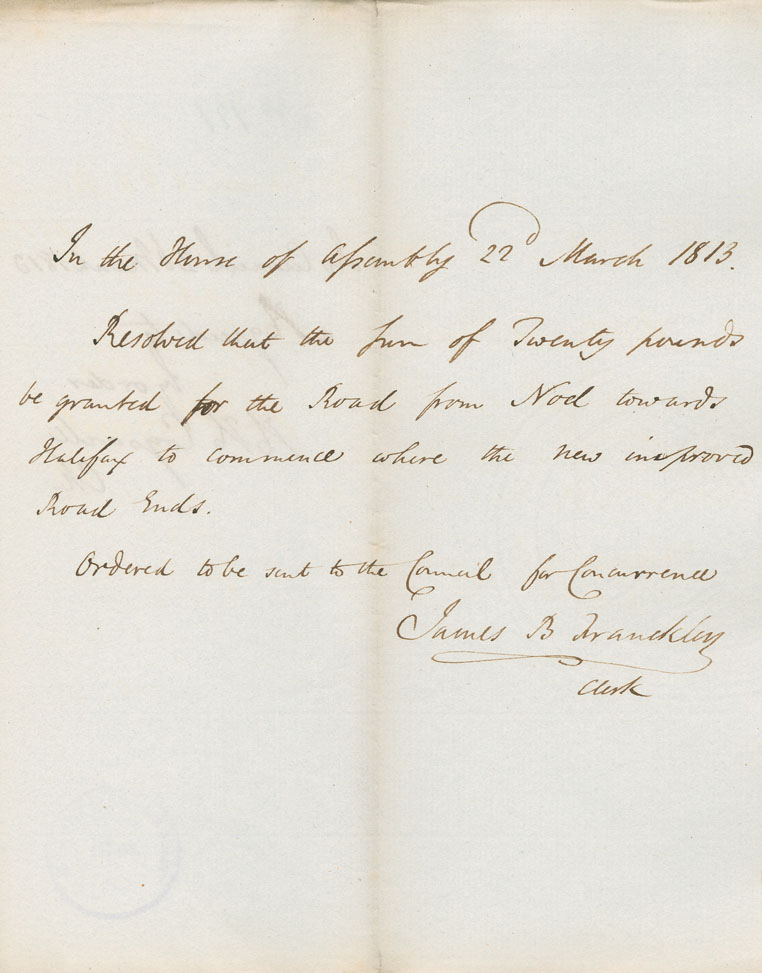 In the House of Assembly 22d March 1813.
Resolved that the sum of Twenty pounds
be granted for the Road from Noel towards
Halifax to commence where the new improved
Road Ends.
Ordered to be sent to the Council for Concurrence
James B Franckley
Clerk